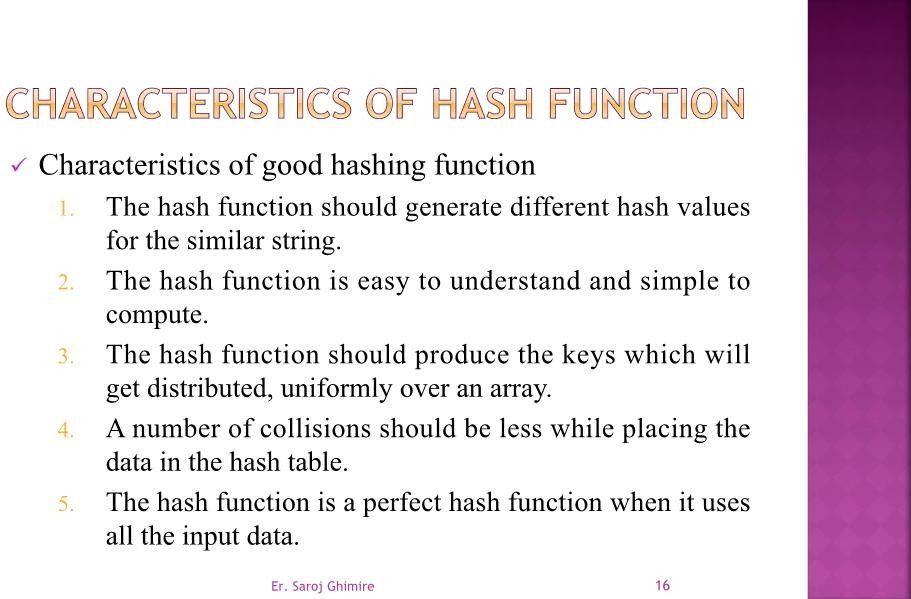 CHARACTERISTICS OF HASH FUNCTION
✓ Characteristics of good hashing function
1. The hash function should generate different hash values
for the similar string.
2. The hash function is easy to understand and simple to
compute.
3. The hash function should produce the keys which will
get distributed, uniformly over an array.
4. A number of collisions should be less while placing the
data in the hash table.
5. The hash function is a perfect hash function when it uses
all the input data.
Er. Saroj Ghimire 16